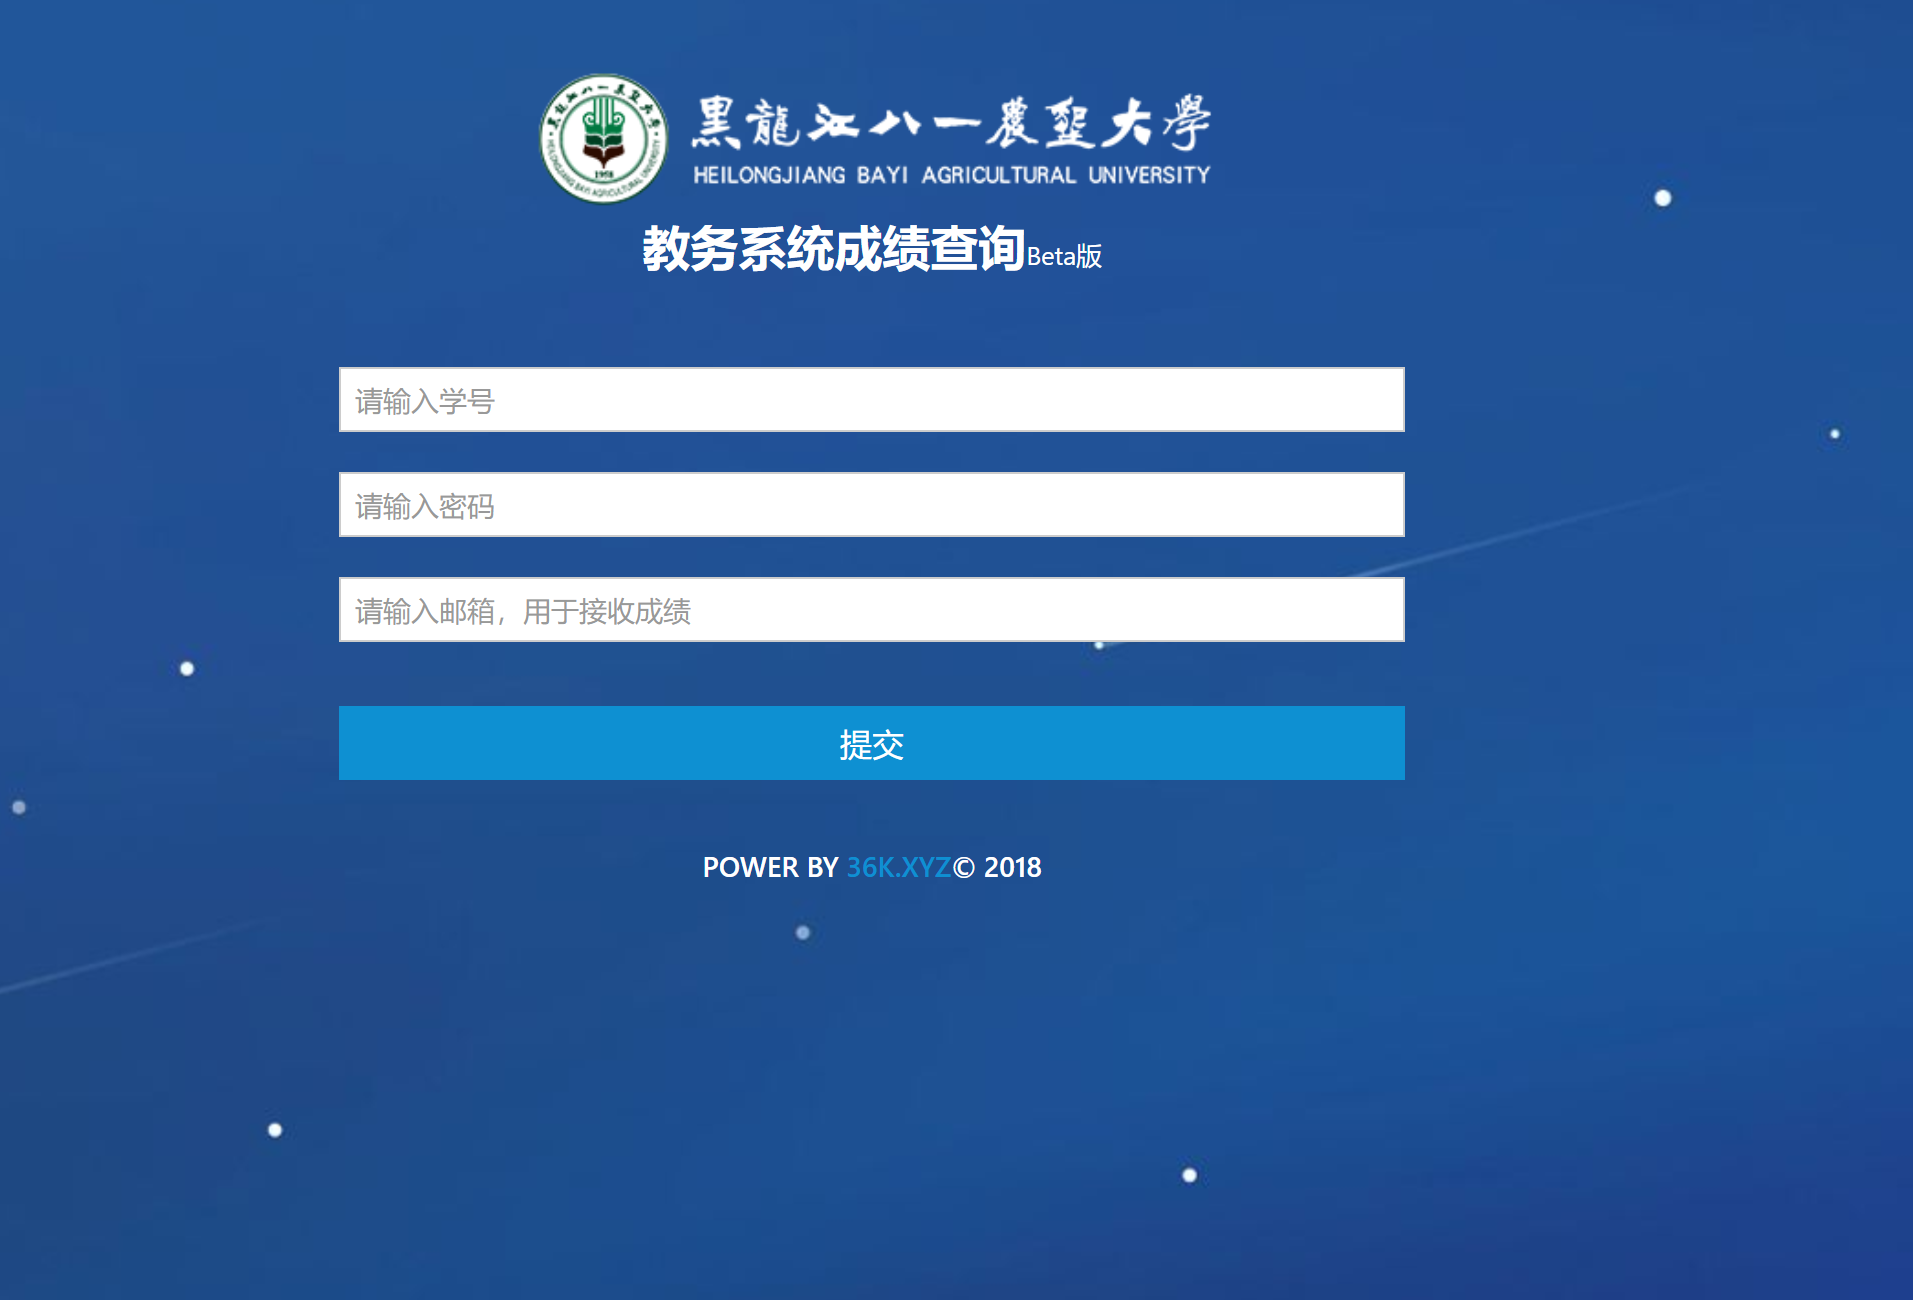 黑龍江八一農墾大學
HEILONGJIANG BAYI AGRICULTURAL UNIVERSITY
1958
教务系统成绩查询Beta版
请输入学号
请输入密码
请输入邮箱，用于接收成绩
提交
POWER BY 36K.XYZ© 2018